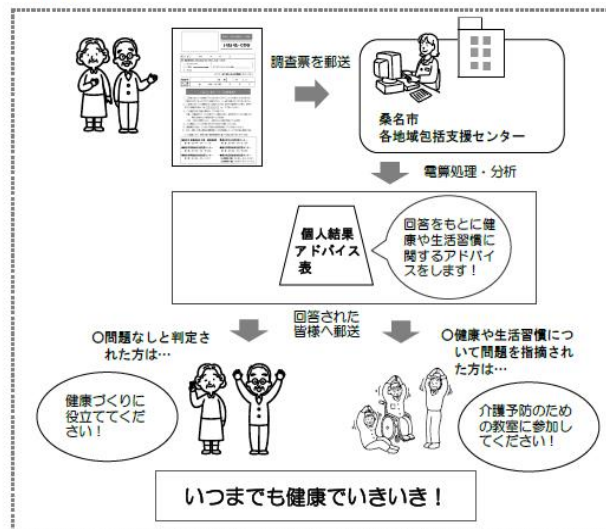 調査票を郵送
桑名市
各地域包括支援センター
電算処理・分析
個人結果
アドバイス
表
回答をもとに健
康や生活習慣に
関するアドバイ
スをします！
回答された
皆様へ郵送
○問題なしと判定さ
れた方は…
○健康や生活習慣につ
いて問題を指摘され
た方は…
健康づくりに
役立ててくだ
さい！
介護予防のため
の教室に参加し
てください！
いつまでも健康でいきいき！